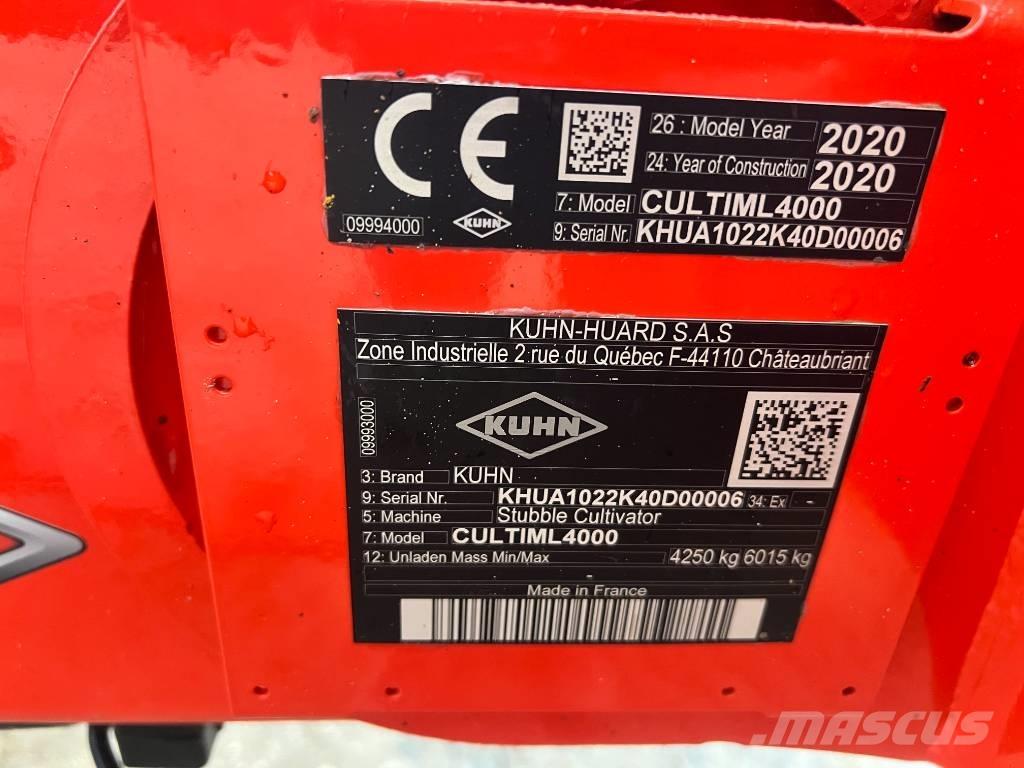 CE
26 : Model Year 2020
24: Year of Construction 2020
7: Model CULTIML4000
09994000 KUHN 9: Serial Nr. KHUA1022K40D00006
KUHN-HUARD S.A.S
Zone Industrielle 2 rue du Québec F-44110 Châteaubriant
09993000
KUHN
3: Brand KUHN
9: Serial Nr. KHUA1022K40D00006 34: Ex -
5: Machine Stubble Cultivator
7: Model CULTIML4000
12: Unladen Mass Min/Max 4250 kg 6015 kg
Made in France
MASCUS